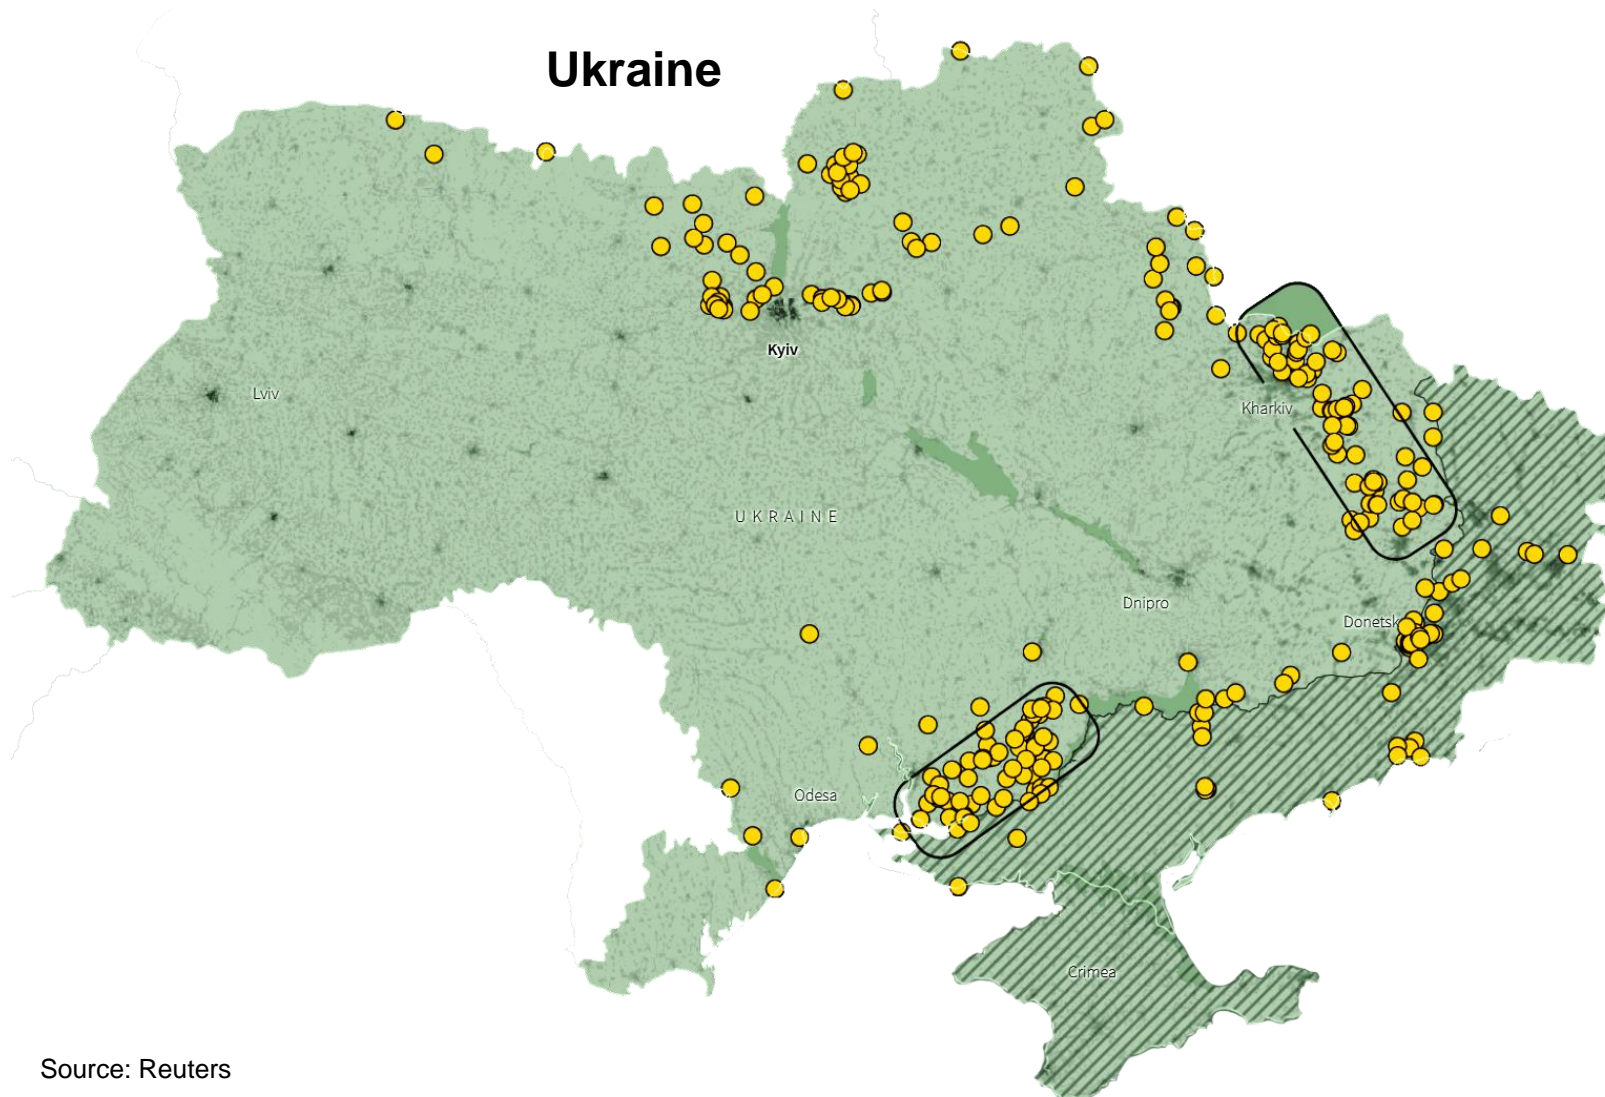 Ukraine
Kyiv
Lviv
Kharkiv
UKRAINE
Dnipro
Donetsk
Odesa
Crimea
Source: Reuters